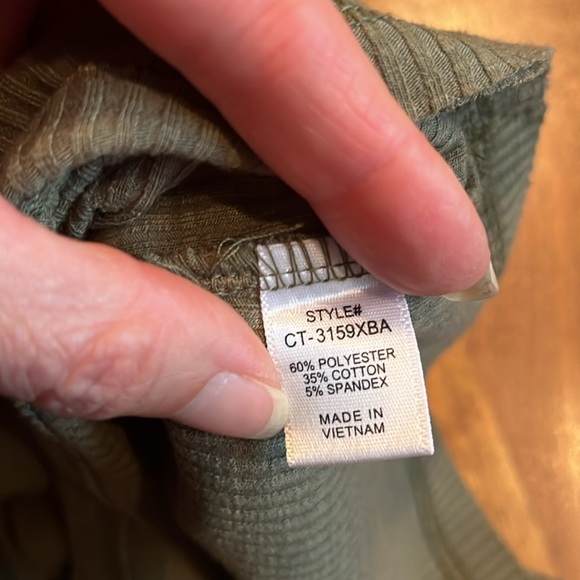 STYLE#
CT-3159XBA
60% POLYESTER
35% COTTON
5% SPANDEX
MADE IN
VIETNAM